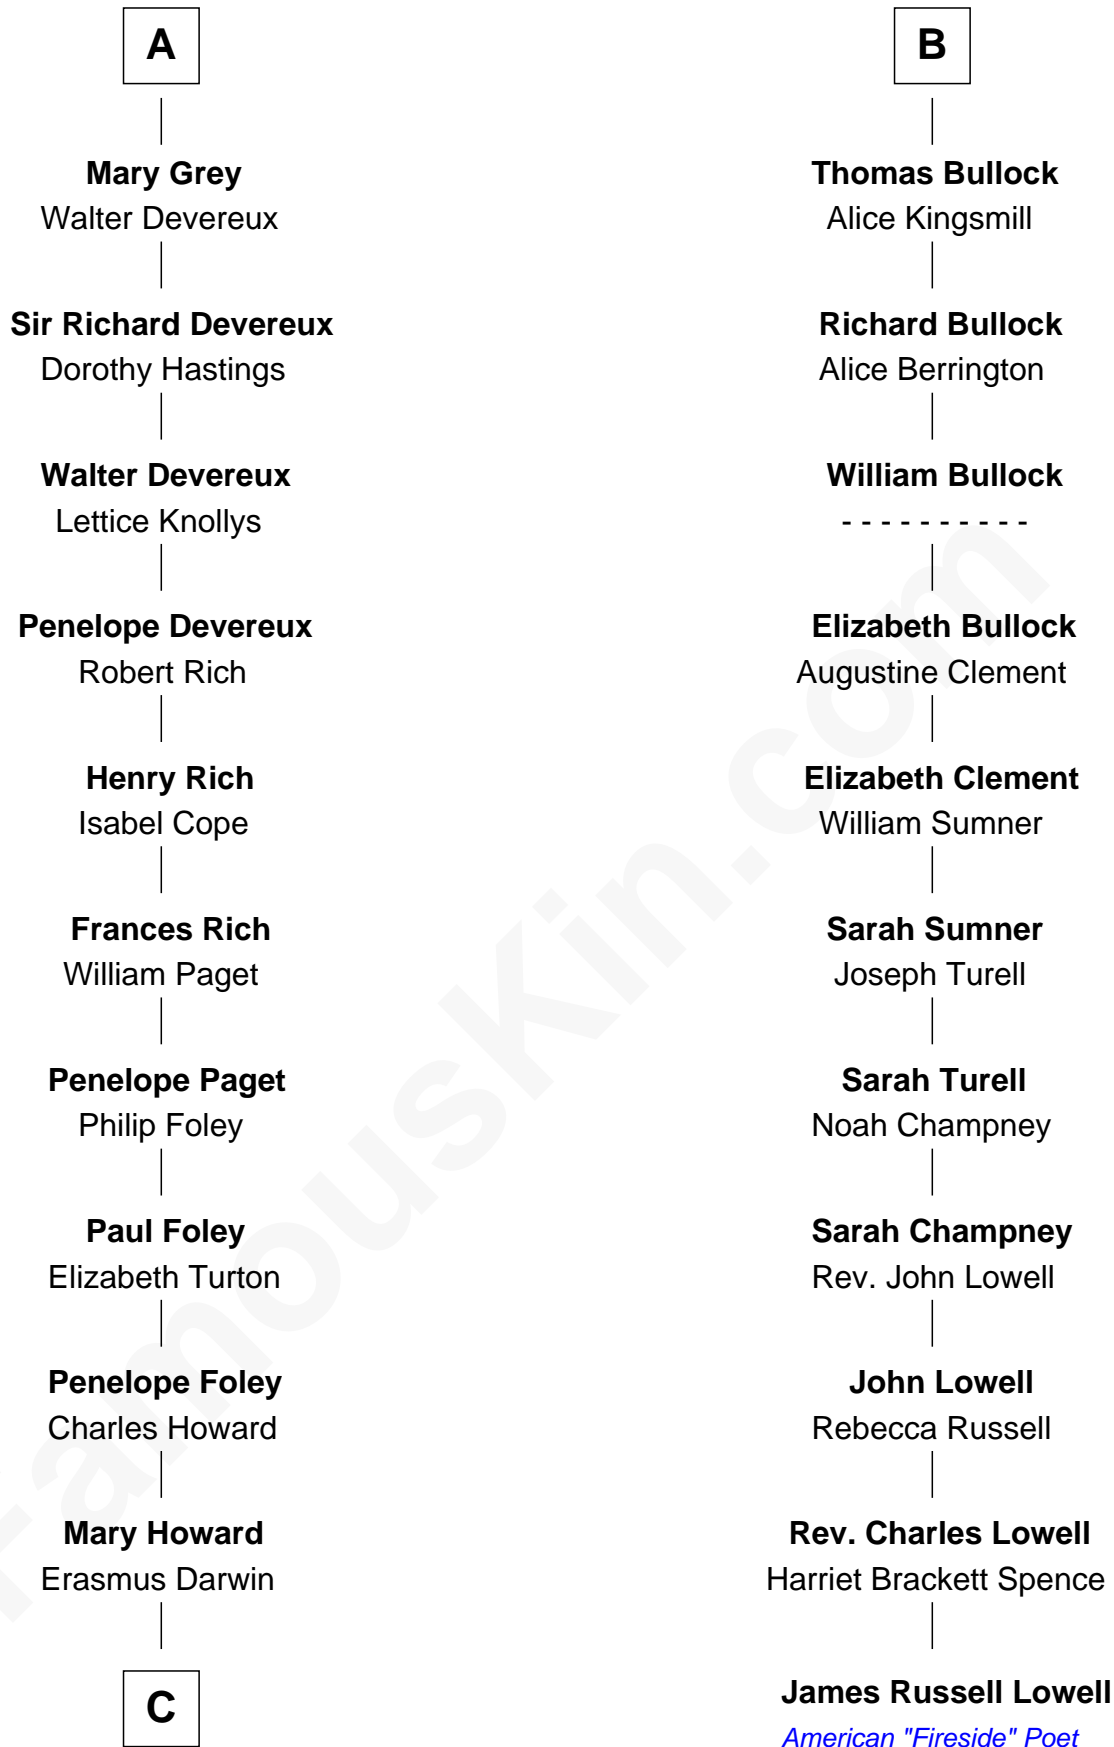 A
Mary Grey
Walter Devereux
Sir Richard Devereux
Dorothy Hastings
Walter Devereux
Lettice Knollys
Penelope Devereux
Robert Rich
Henry Rich
Isabel Cope
Frances Rich
William Paget
Penelope Paget
Philip Foley
Paul Foley
Elizabeth Turton
Penelope Foley
Charles Howard
Mary Howard
Erasmus Darwin
C
B
Thomas Bullock
Alice Kingsmill
Richard Bullock
Alice Berrington
William Bullock
- - - - - - - - - -
Elizabeth Bullock
Augustine Clement
Elizabeth Clement
William Sumner
Sarah Sumner
Joseph Turell
Sarah Turell
Noah Champney
Sarah Champney
Rev. John Lowell
John Lowell
Rebecca Russell
Rev. Charles Lowell
Harriet Brackett Spence
James Russell Lowell
American "Fireside" Poet
FamousKin.com